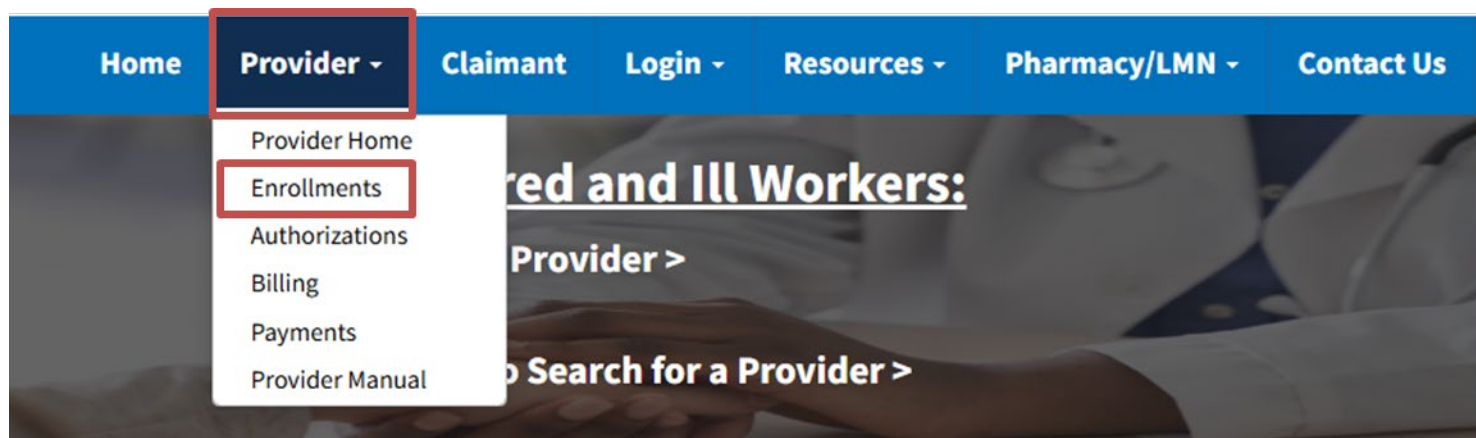 Home Provider Claimant Login Resources Pharmacy/LMN Contact Us
Provider Home
Enrollments
Authorizations
Billing
Payments
Provider Manual
and Ill Workers:
Provider >
Search for a Provider >